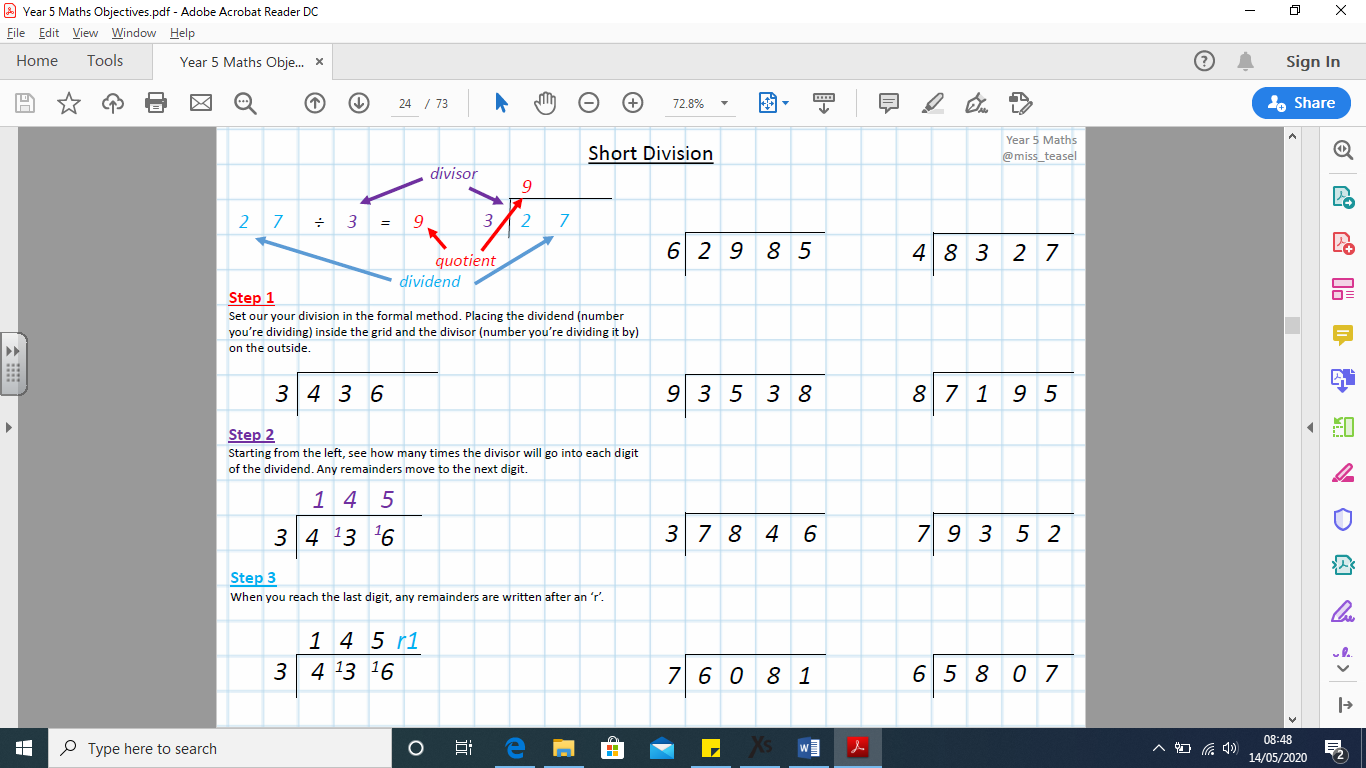 Year 5 Maths Objectives.pdf - Adobe Acrobat Reader DC
File Edit View Window Help
Home Tools Year 5 Maths Obje... × Sign In
24 / 73 72.8% Share
Year 5 Maths
@miss_teasel
Short Division
divisor
9
2 7 ÷ 3 = 9 3 2 7
quotient
dividend
6 2 9 8 5 4 8 3 2 7
Step 1
Set our your division in the formal method. Placing the dividend (number
you're dividing) inside the grid and the divisor (number you're dividing it by)
on the outside.
3 4 3 6 9 3 5 3 8 8 7 1 9 5
Step 2
Starting from the left, see how many times the divisor will go into each digit
of the dividend. Any remainders move to the next digit.
1 4 5
3 4 ¹3 ¹6 3 7 8 4 6 7 9 3 5 2
Step 3
When you reach the last digit, any remainders are written after an 'r'.
1 4 5 r1
3 4 ¹3 ¹6 7 6 0 8 1 6 5 8 0 7
Type here to search
08:48
14/05/2020
2